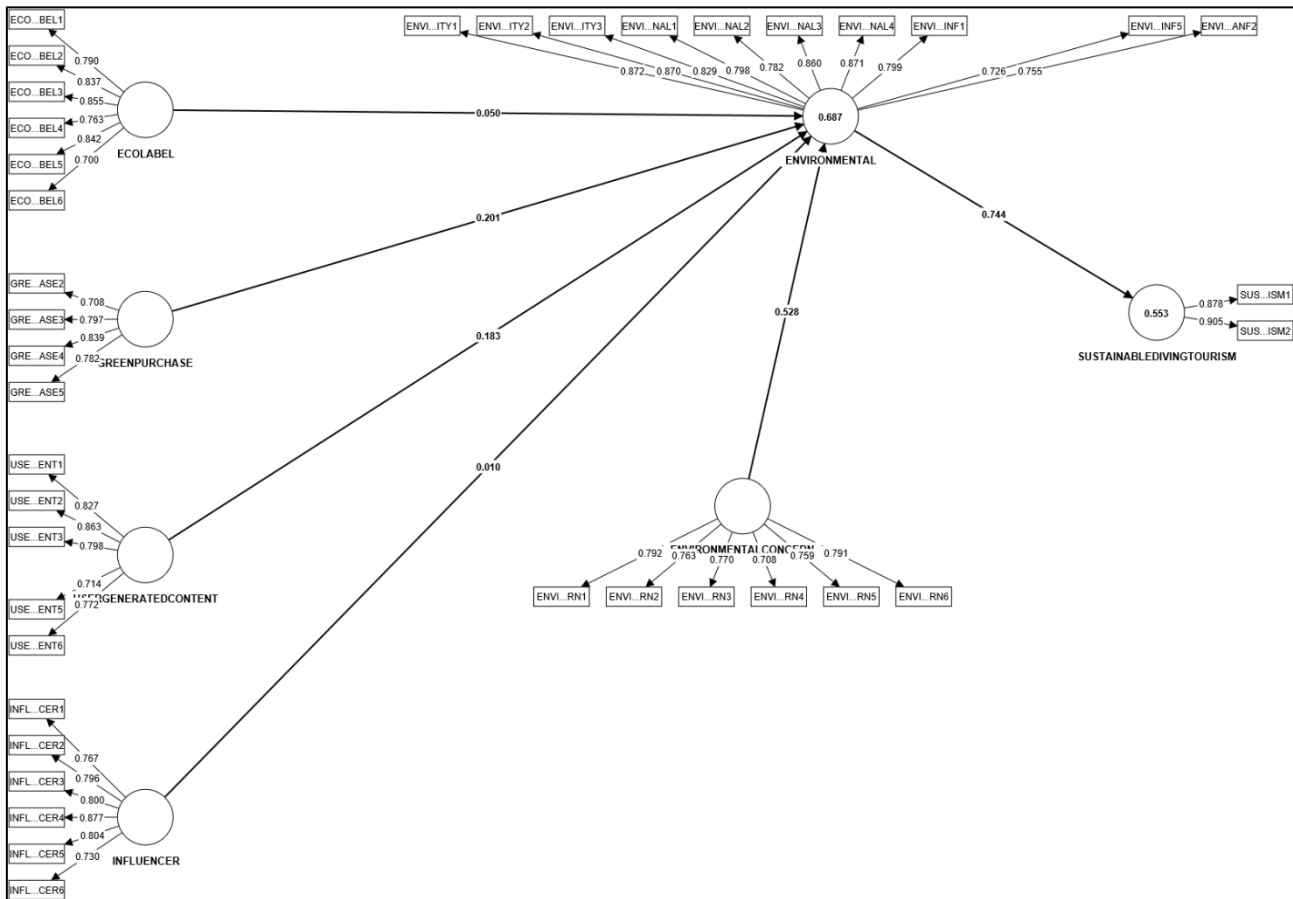 ECO...BEL1
ECO...BEL2
ECO...BEL3
ECO...BEL4
ECO...BEL5
ECO...BEL6
0.790
0.837
0.855
0.763
0.842
0.700
ECOLABEL
0.050
ENVI...ITY1
ENVI...ITY2
ENVI...ITY3
ENVI...NAL1
ENVI...NAL2
ENVI...NAL3
ENVI...NAL4
ENVI...INF1
ENVI...INF5
ENVI...ANF2
0.872
0.870
0.829
0.798
0.782
0.860
0.871
0.799
0.726
0.755
0.687
ENVIRONMENTAL
0.744
GRE...ASE2
GRE...ASE3
GRE...ASE4
GRE...ASE5
0.708
0.797
0.839
0.782
GREENPURCHASE
0.201
0.553
SUSTAINABLEDIVINGTOURISM
0.878
0.905
SUS...ISM1
SUS...ISM2
USE...ENT1
USE...ENT2
USE...ENT3
USE...ENT5
USE...ENT6
0.827
0.863
0.798
0.714
0.772
USERGENERATEDCONTENT
0.183
0.528
ENVIRONMENTALCONCERN
0.792
0.763
0.770
0.708
0.759
0.791
ENVI...RN1
ENVI...RN2
ENVI...RN3
ENVI...RN4
ENVI...RN5
ENVI...RN6
INFL...CER1
INFL...CER2
INFL...CER3
INFL...CER4
INFL...CER5
INFL...CER6
0.767
0.796
0.800
0.877
0.804
0.730
INFLUENCER
0.010